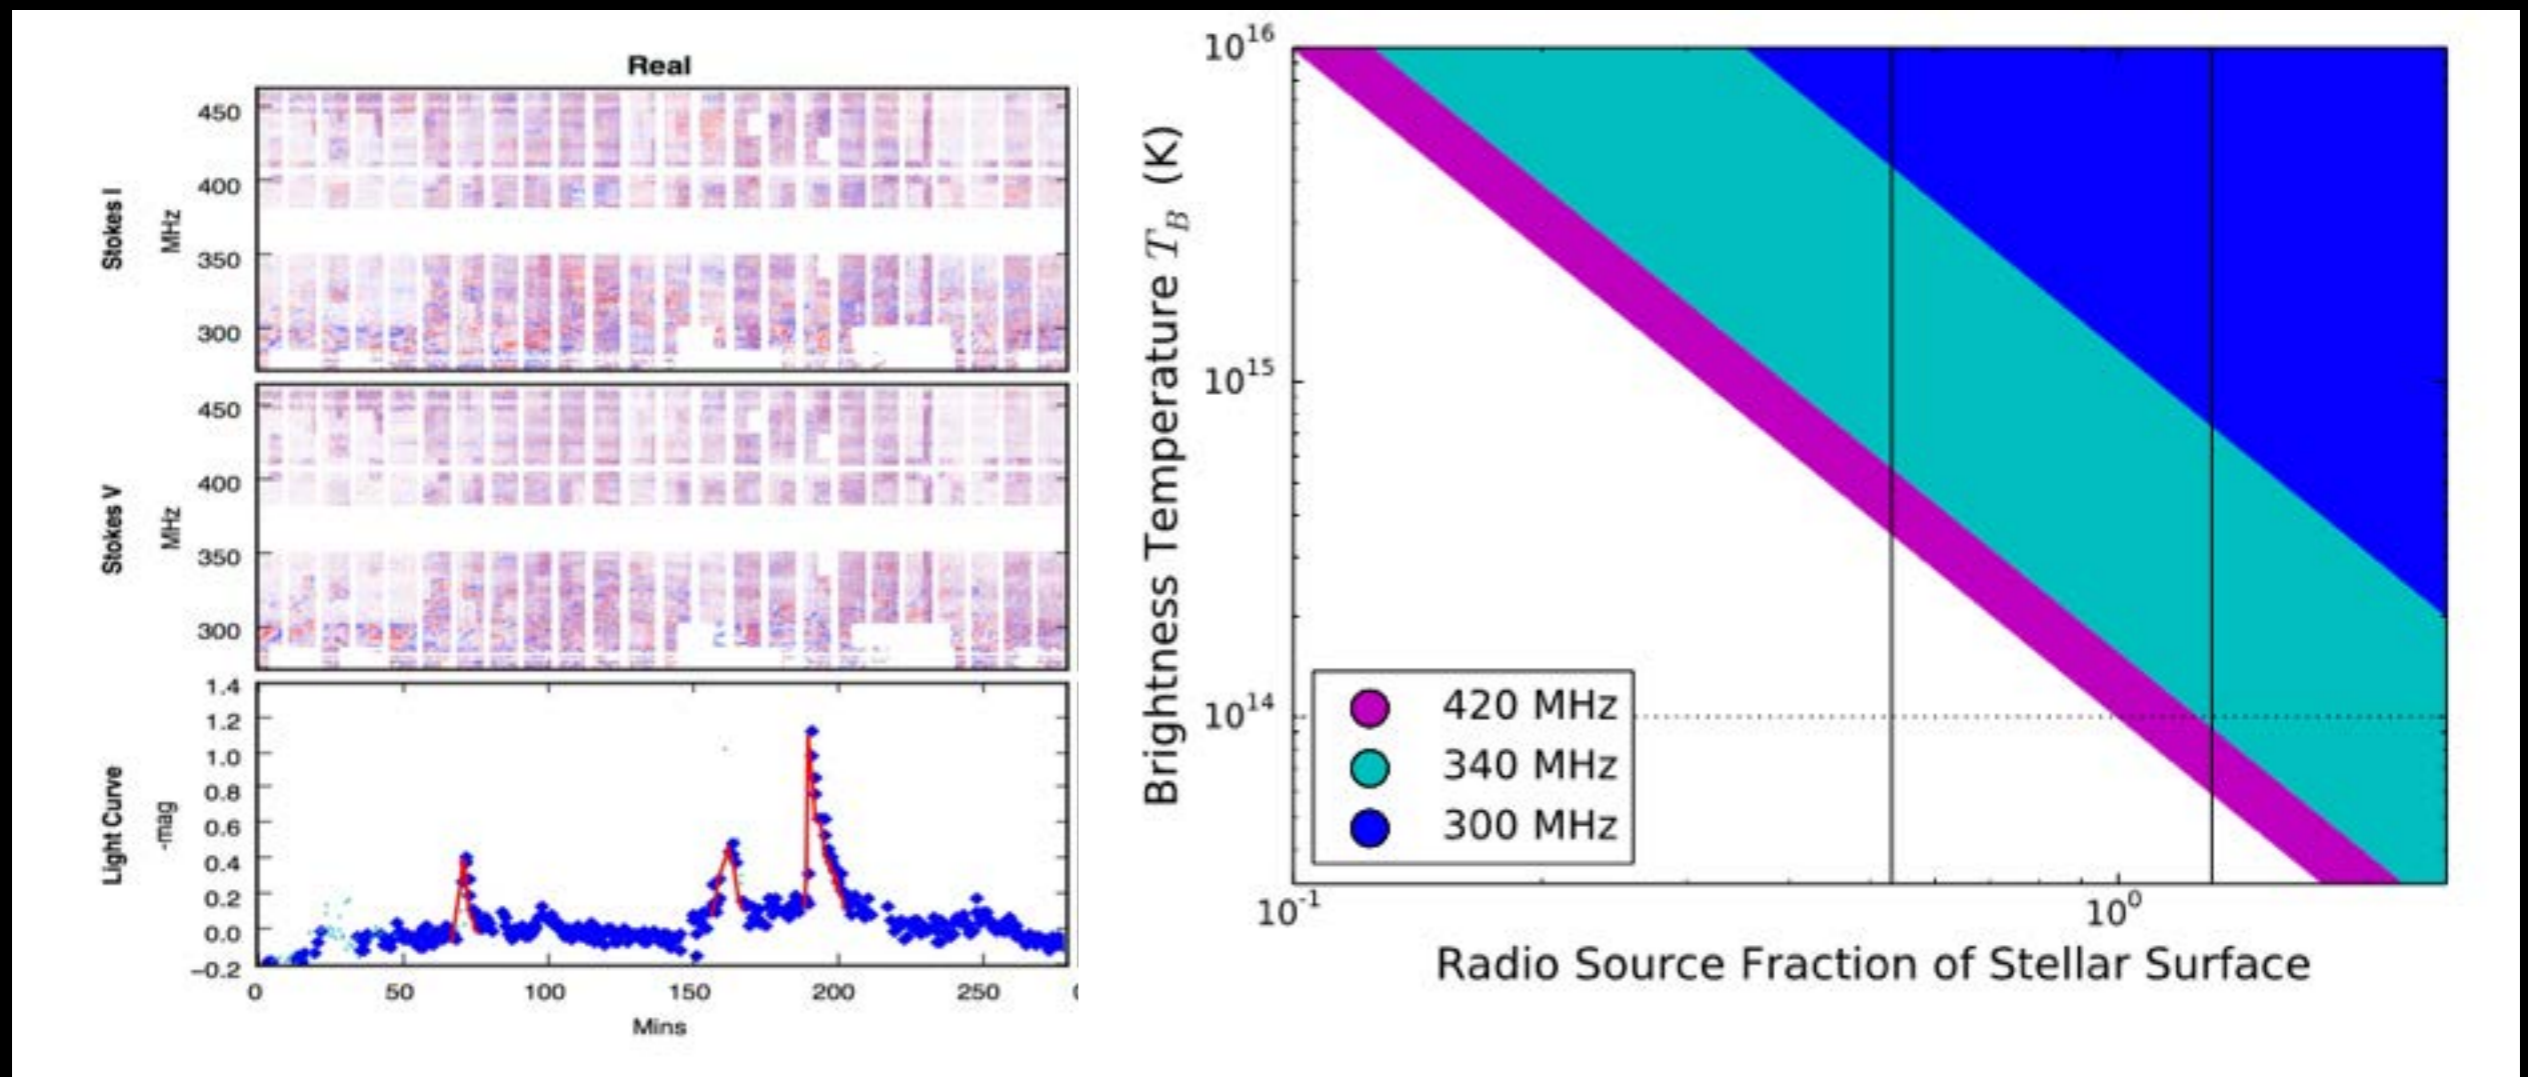 Real
Stokes I
MHz
450
400
350
300
Stokes V
MHz
450
400
350
300
Light Curve
-mag
1.4
1.2
1.0
0.8
0.6
0.4
0.2
0.0
−0.2
0 50 100 150 200 250
Mins
Brightness Temperature T_B (K)
10^16
10^15
10^14
420 MHz
340 MHz
300 MHz
10^-1 10^0
Radio Source Fraction of Stellar Surface